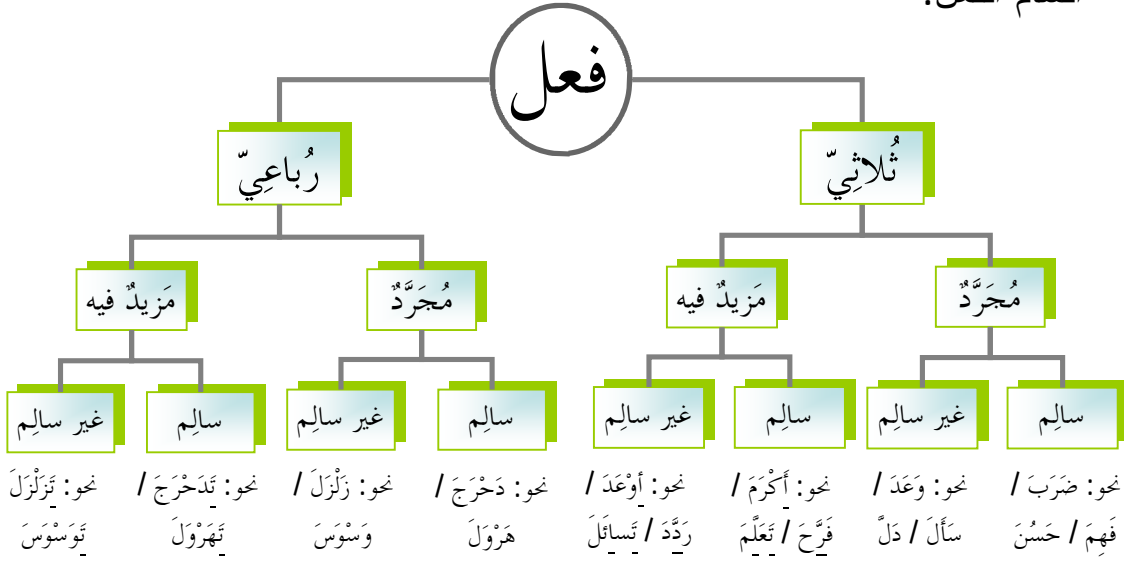 فعل
ثُلاثِيّ رُباعِيّ
مُجَرَّدٌ مَزيدٌ فيه مُجَرَّدٌ مَزيدٌ فيه
سالِم غير سالِم سالِم غير سالِم سالِم غير سالِم سالِم غير سالِم
نحو: ضَرَبَ / نحو: وَعَدَ / نحو: أَكْرَمَ / نحو: أَوْعَدَ / نحو: دَحْرَجَ / نحو: زَلْزَلَ / نحو: تَدَحْرَجَ / نحو: تَزَلْزَلَ
فَهِمَ / حَسُنَ سَأَلَ / دَلَّ فَرَّحَ / تَعَلَّمَ رَدَّدَ / تَسائَلَ هَرْوَلَ وَسْوَسَ تَهَرْوَلَ تَوَسْوَسَ